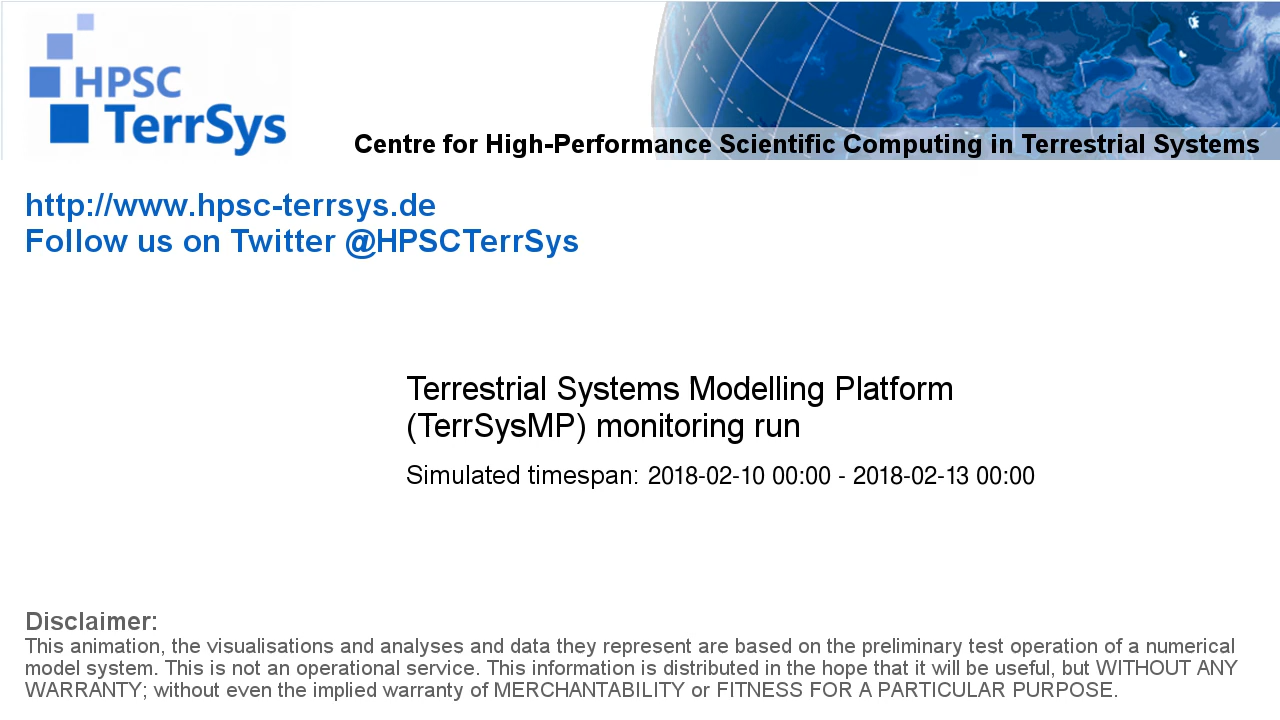 HPSC
TerrSys
Centre for High-Performance Scientific Computing in Terrestrial Systems
http://www.hpsc-terrsys.de
Follow us on Twitter @HPSCTerrSys
Terrestrial Systems Modelling Platform
(TerrSysMP) monitoring run
Simulated timespan: 2018-02-10 00:00 - 2018-02-13 00:00
Disclaimer:
This animation, the visualisations and analyses and data they represent are based on the preliminary test operation of a numerical
model system. This is not an operational service. This information is distributed in the hope that it will be useful, but WITHOUT ANY
WARRANTY; without even the implied warranty of MERCHANTABILITY or FITNESS FOR A PARTICULAR PURPOSE.